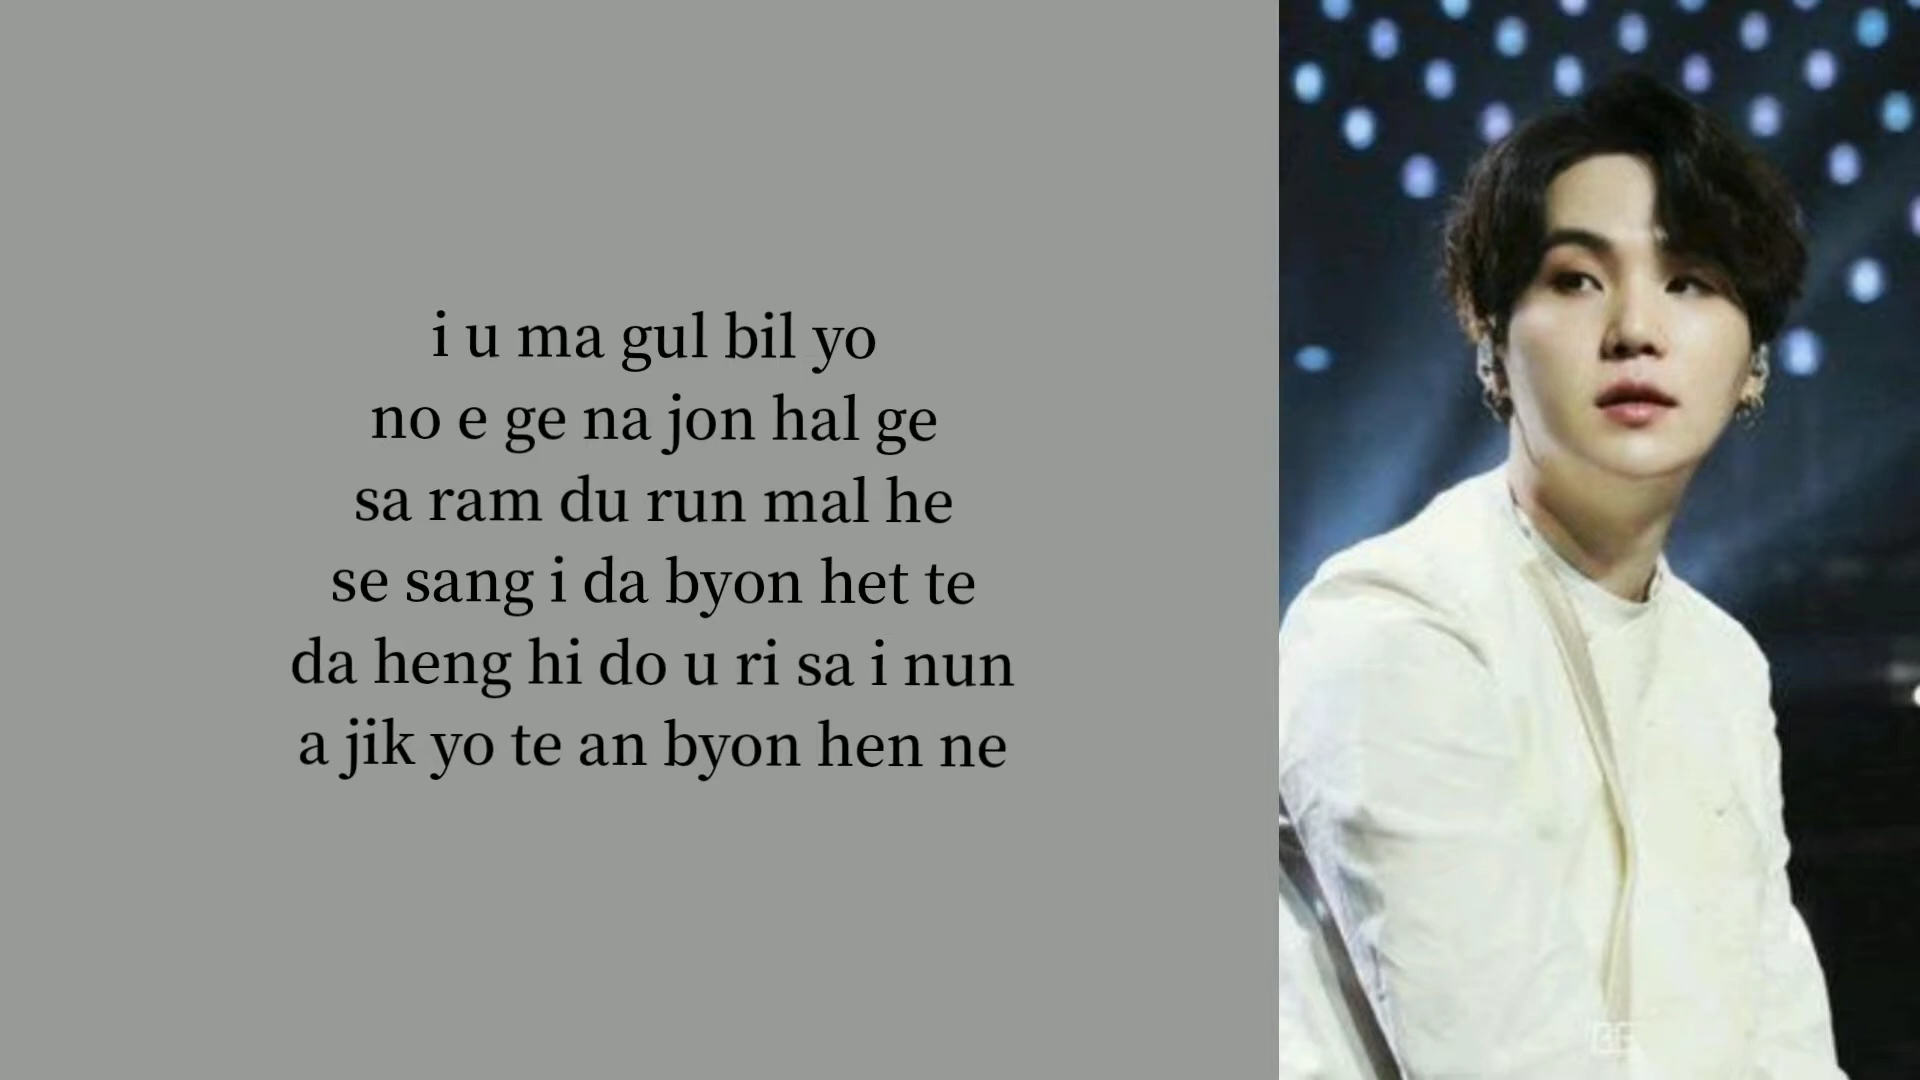 i u ma gul bil yo
no e ge na jon hal ge
sa ram du run mal he
se sang i da byon het te
da heng hi do u ri sa i nun
a jik yo te an byon hen ne